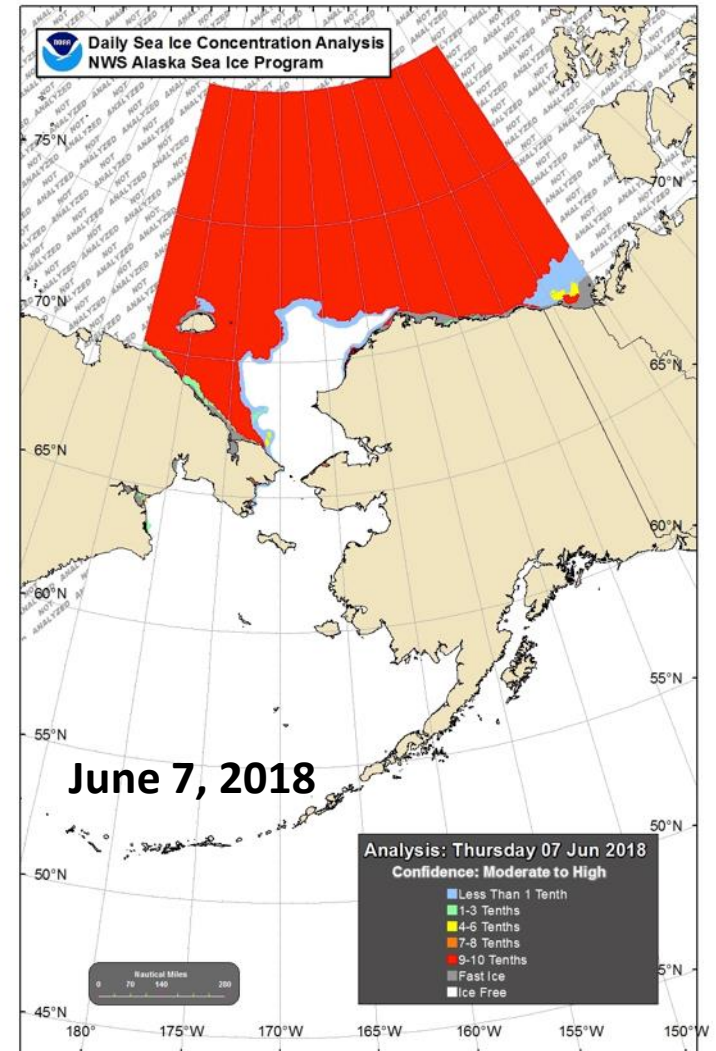 NOAA
Daily Sea Ice Concentration Analysis
NWS Alaska Sea Ice Program
NOT ANALYZED
75°N
70°N
70°N
65°N
65°N
60°N
60°N
55°N
55°N
June 7, 2018
50°N
50°N
Analysis: Thursday 07 Jun 2018
Confidence: Moderate to High
Less Than 1 Tenth
1-3 Tenths
4-6 Tenths
7-8 Tenths
9-10 Tenths
Fast Ice
Ice Free
Nautical Miles
0 70 140 280
5°N
45°N
180° 175°W 170°W 165°W 160°W 155°W 150°W